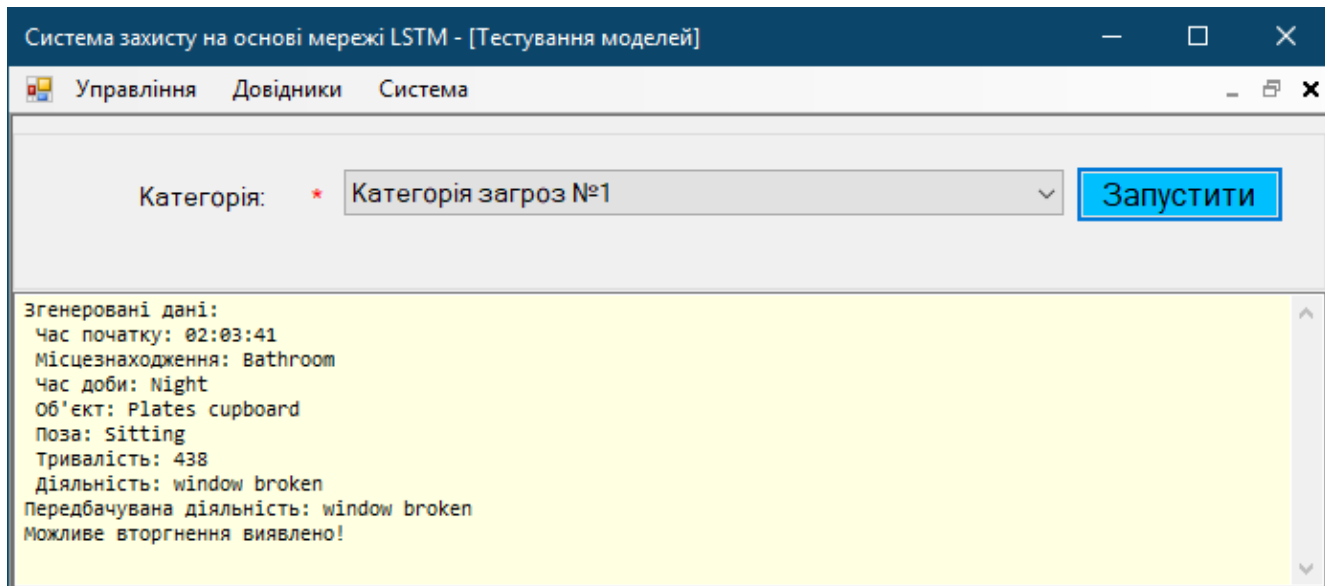 Система захисту на основі мережі LSTM - [Тестування моделей]
Управління Довідники Система
Категорія: * Категорія загроз №1 Запустити
Згенеровані дані:
Час початку: 02:03:41
Місцезнаходження: Bathroom
Час доби: Night
Об'єкт: Plates cupboard
Поза: Sitting
Тривалість: 438
Діяльність: window broken
Передбачувана діяльність: window broken
Можливе вторгнення виявлено!